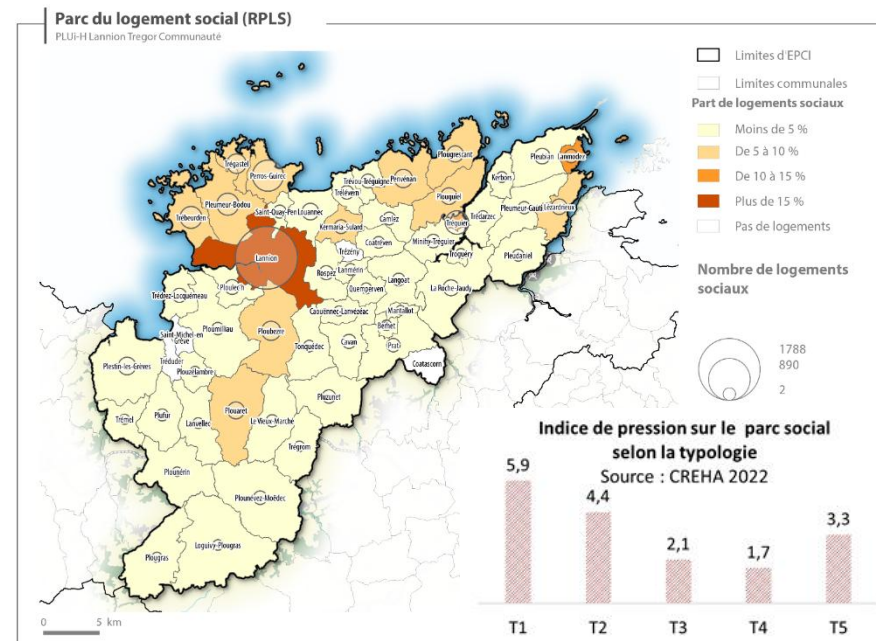 Parc du logement social (RPLS)
PLUi-H Lannion Tregor Communauté
Limites d'EPCI
Limites communales
Part de logements sociaux
Moins de 5 %
De 5 à 10 %
De 10 à 15 %
Plus de 15 %
Pas de logements
Nombre de logements
sociaux
1788
890
2
Trégastel
Perros-Guirec
Pleumeur-Bodou
Trébeurden
Saint-Quay-Per
Louannec
Trévou-Tréguignec
Trélévern
Penvénan
Plougrescant
Plouguiel
Pleubian
Lanmodez
Kerbors
Pleumeur-Gauti
Lézardrieux
Trédarzec
Tréguier
Camlez
Kermaria-Sulard
Coatréven
Minihy-Tréguier
Troguéry
Pleudaniel
Lannion
Trézény
Rospez
Lanmérin
Langoat
La Roche-Jaudy
Quemperven
Ploulec'h
Trédrez-Locquémeau
Caouënnec-Lanvézéac
Mantallot
Berhet
Saint-Michel-en
Grève
Ploumilliau
Ploubezre
Tonquédec
Cavan
Prat
Coatascorn
Tréduder
Plestin-les-Grèves
Plouzélambre
Pluzunet
Plouaret
Le Vieux-Marché
Trémel
Plufur
Lanvellec
Trégrom
Plounérin
Plounévez-Moëdec
Plougras
Loguivy-Plougras
0 5 km
Indice de pression sur le parc social
selon la typologie
Source : CREHA 2022
5,9
4,4
2,1
1,7
3,3
T1 T2 T3 T4 T5